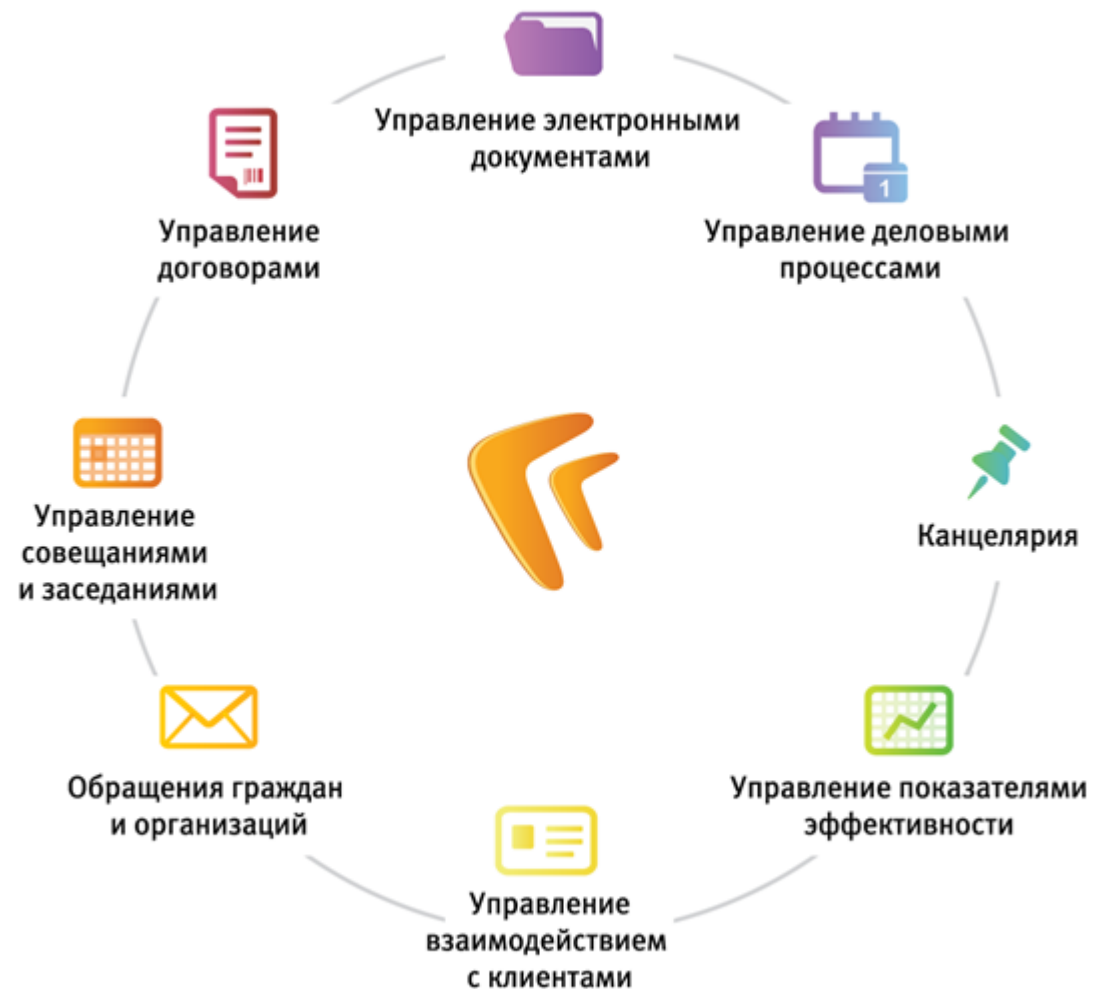 Управление электронными
документами
Управление деловыми
процессами
1
Канцелярия
Управление показателями
эффективности
Управление
взаимодействием
с клиентами
Обращения граждан
и организаций
Управление
совещаниями
и заседаниями
Управление
договорами